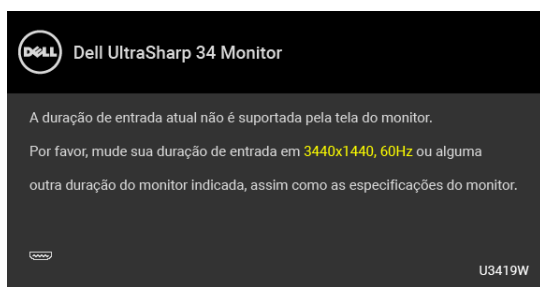 DELL
Dell UltraSharp 34 Monitor
A duração de entrada atual não é suportada pela tela do monitor.
Por favor, mude sua duração de entrada em 3440x1440, 60Hz ou alguma
outra duração do monitor indicada, assim como as especificações do monitor.
U3419W